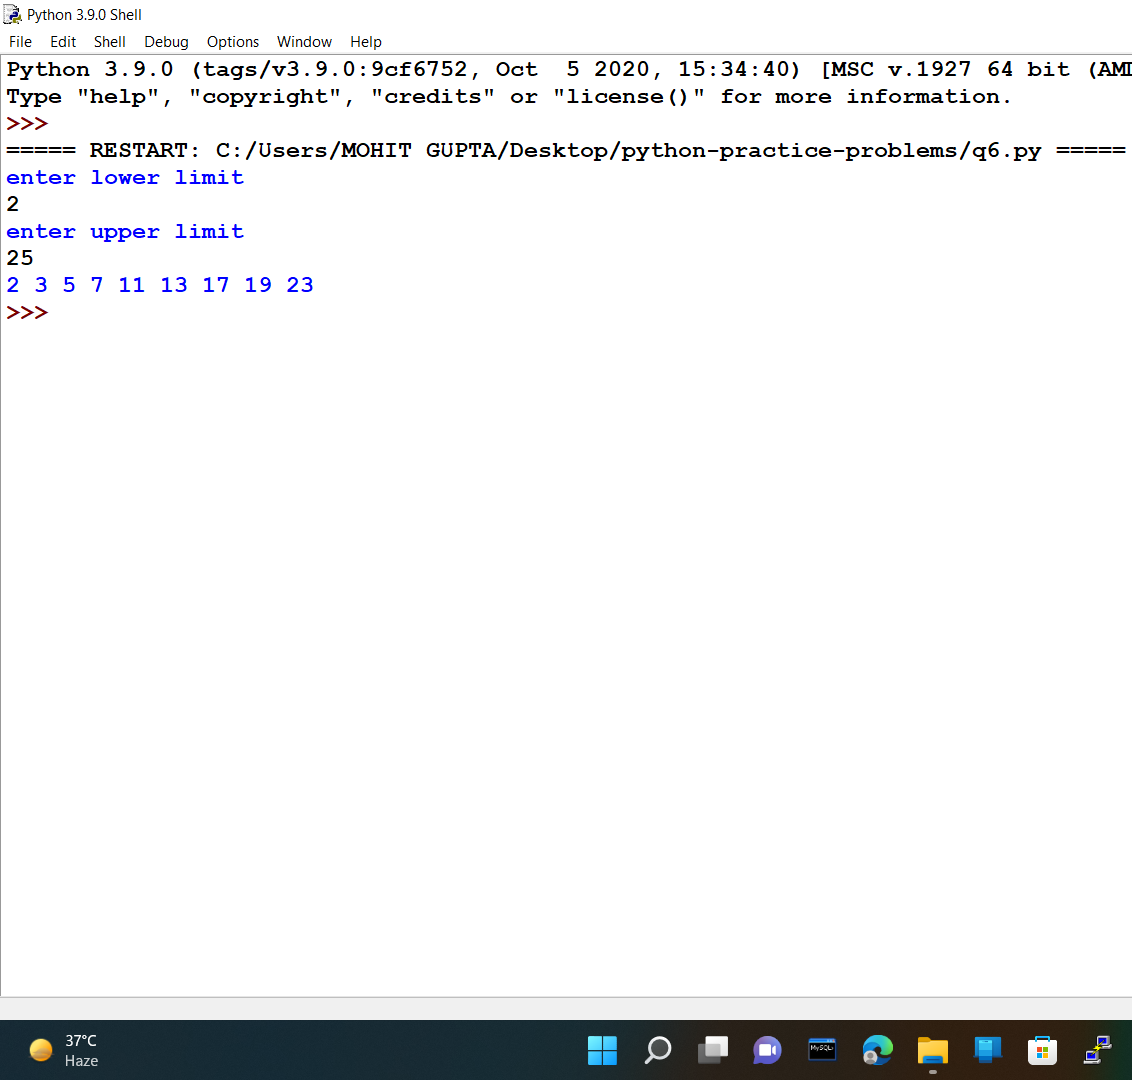 Python 3.9.0 Shell
File Edit Shell Debug Options Window Help
Python 3.9.0 (tags/v3.9.0:9cf6752, Oct  5 2020, 15:34:40) [MSC v.1927 64 bit (AMD
Type "help", "copyright", "credits" or "license()" for more information.
>>>
===== RESTART: C:/Users/MOHIT GUPTA/Desktop/python-practice-problems/q6.py =====
enter lower limit
2
enter upper limit
25
2 3 5 7 11 13 17 19 23
>>>
37°C
Haze
MySQL